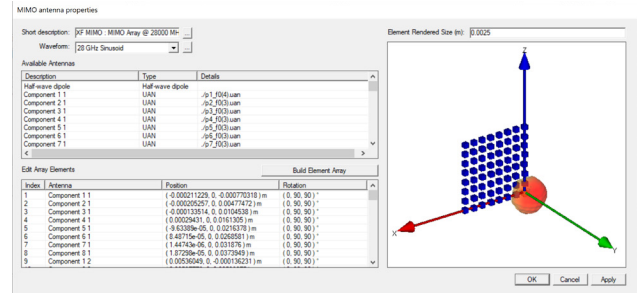 MIMO antenna properties
Short description: XF MIMO : MIMO Array @ 28000 MH ...
Element Rendered Size (m): 0.0025
Waveform: 28 GHz Sinusoid ...
Available Antennas
Description Type Details
Half-wave dipole Half-wave dipole
Component 1 1 UAN ./p1_f0(4).uan
Component 2 1 UAN ./p2_f0(3).uan
Component 3 1 UAN ./p3_f0(3).uan
Component 4 1 UAN ./p4_f0(3).uan
Component 5 1 UAN ./p5_f0(3).uan
Component 6 1 UAN ./p6_f0(3).uan
Component 7 1 UAN ./p7_f0(3).uan
Edit Array Elements Build Element Array
Index Antenna Position Rotation
1 Component 1 1 ( -0.000211229, 0, -0.000770318 ) m ( 0, 90, 90 ) °
2 Component 2 1 ( -0.000205257, 0, 0.00477472 ) m ( 0, 90, 90 ) °
3 Component 3 1 ( -0.000133514, 0, 0.0104538 ) m ( 0, 90, 90 ) °
4 Component 4 1 ( 0.00029431, 0, 0.0161305 ) m ( 0, 90, 90 ) °
5 Component 5 1 ( -9.63389e-05, 0, 0.0216378 ) m ( 0, 90, 90 ) °
6 Component 6 1 ( 8.48715e-05, 0, 0.0268581 ) m ( 0, 90, 90 ) °
7 Component 7 1 ( 1.44743e-06, 0, 0.031876 ) m ( 0, 90, 90 ) °
8 Component 8 1 ( 1.87298e-05, 0, 0.0373949 ) m ( 0, 90, 90 ) °
9 Component 1 2 ( 0.00536049, 0, -0.000136231 ) m ( 0, 90, 90 ) °
Z
X
Y
OK Cancel Apply